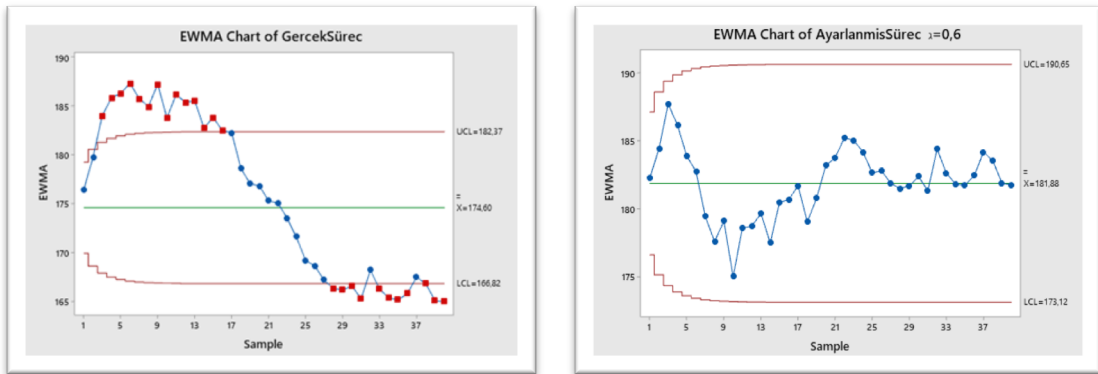 EWMA Chart of GercekSürec
190
185
180
175
170
165
EWMA
UCL=182,37
X=174,60
LCL=166,82
1 5 9 13 17 21 25 29 33 37
Sample
EWMA Chart of AyarlanmisSürec λ=0,6
190
185
180
175
EWMA
UCL=190,65
X=181,88
LCL=173,12
1 5 9 13 17 21 25 29 33 37
Sample